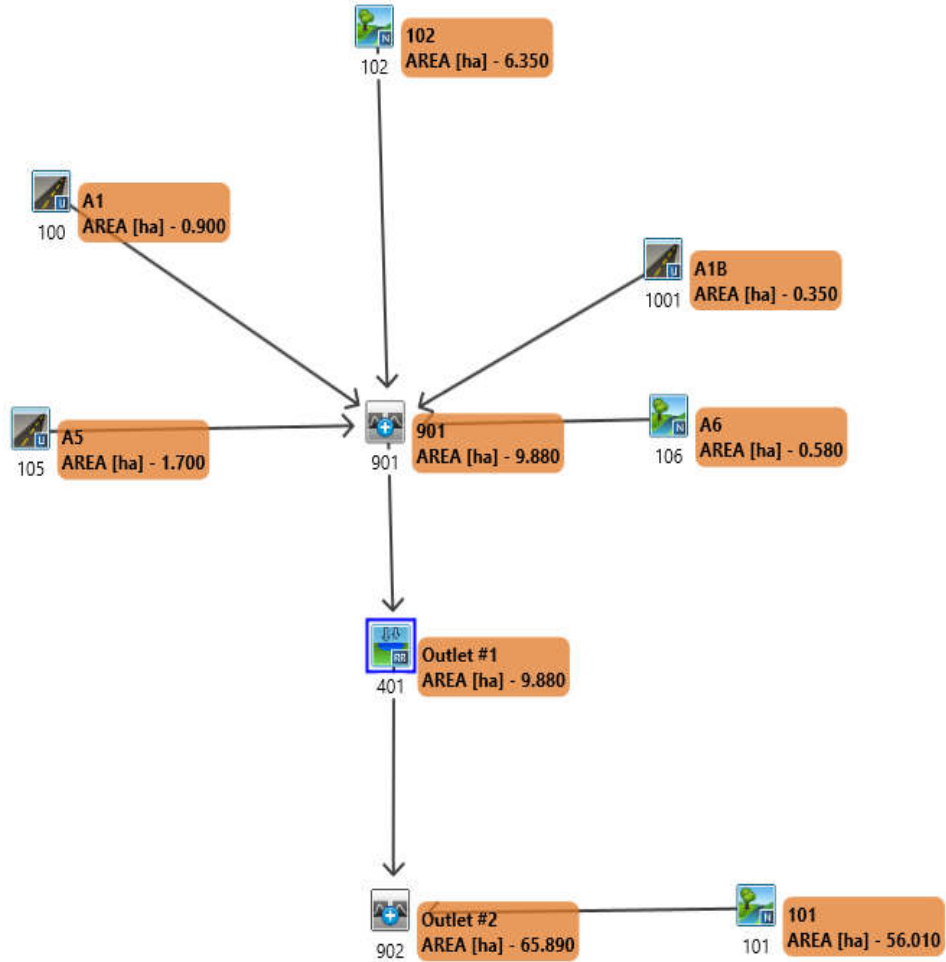 102
AREA [ha] - 6.350
102
A1
AREA [ha] - 0.900
U
100
A1B
AREA [ha] - 0.350
U
1001
N
A5
AREA [ha] - 1.700
U
105
901
AREA [ha] - 9.880
901
A6
AREA [ha] - 0.580
N
106
Outlet #1
AREA [ha] - 9.880
RR
401
Outlet #2
AREA [ha] - 65.890
902
101
AREA [ha] - 56.010
N
101